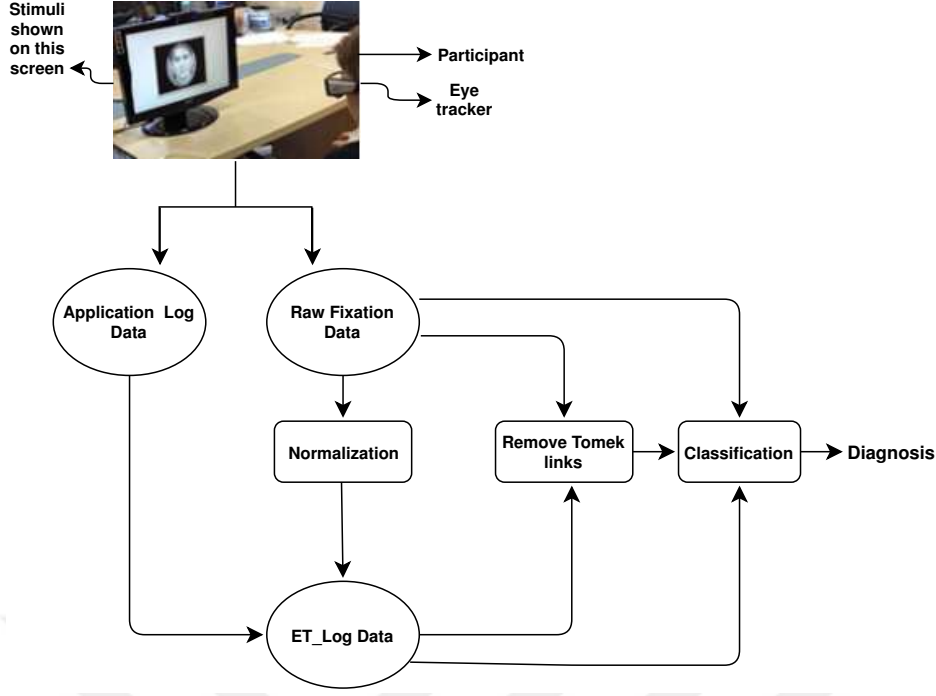 Stimuli
shown
on this
screen
Participant
Eye
tracker
Application Log
Data
Raw Fixation
Data
Normalization
Remove Tomek
links
Classification
Diagnosis
ET_Log Data